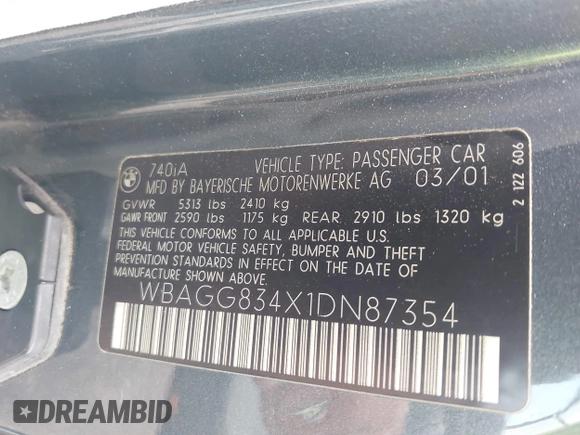 740iA VEHICLE TYPE: PASSENGER CAR
MFD BY BAYERISCHE MOTORENWERKE AG 03/01
GVWR 5313 lbs 2410 kg
GAWR FRONT 2590 lbs 1175 kg REAR 2910 lbs 1320 kg
THIS VEHICLE CONFORMS TO ALL APPLICABLE U.S.
FEDERAL MOTOR VEHICLE SAFETY, BUMPER AND THEFT
PREVENTION STANDARDS IN EFFECT ON THE DATE OF
MANUFACTURE SHOWN ABOVE.
WBAGG834X1DN87354
2 122 606
DREAMBID